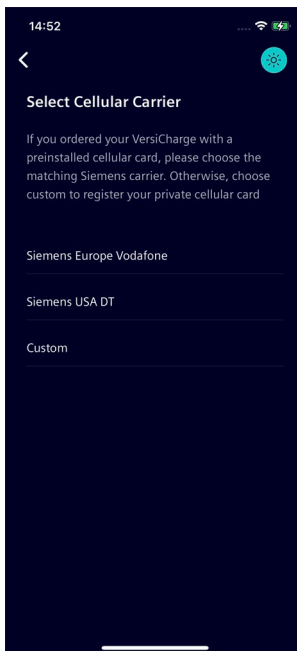 14:52
Select Cellular Carrier
If you ordered your VersiCharge with a
preinstalled cellular card, please choose the
matching Siemens carrier. Otherwise, choose
custom to register your private cellular card
Siemens Europe Vodafone
Siemens USA DT
Custom